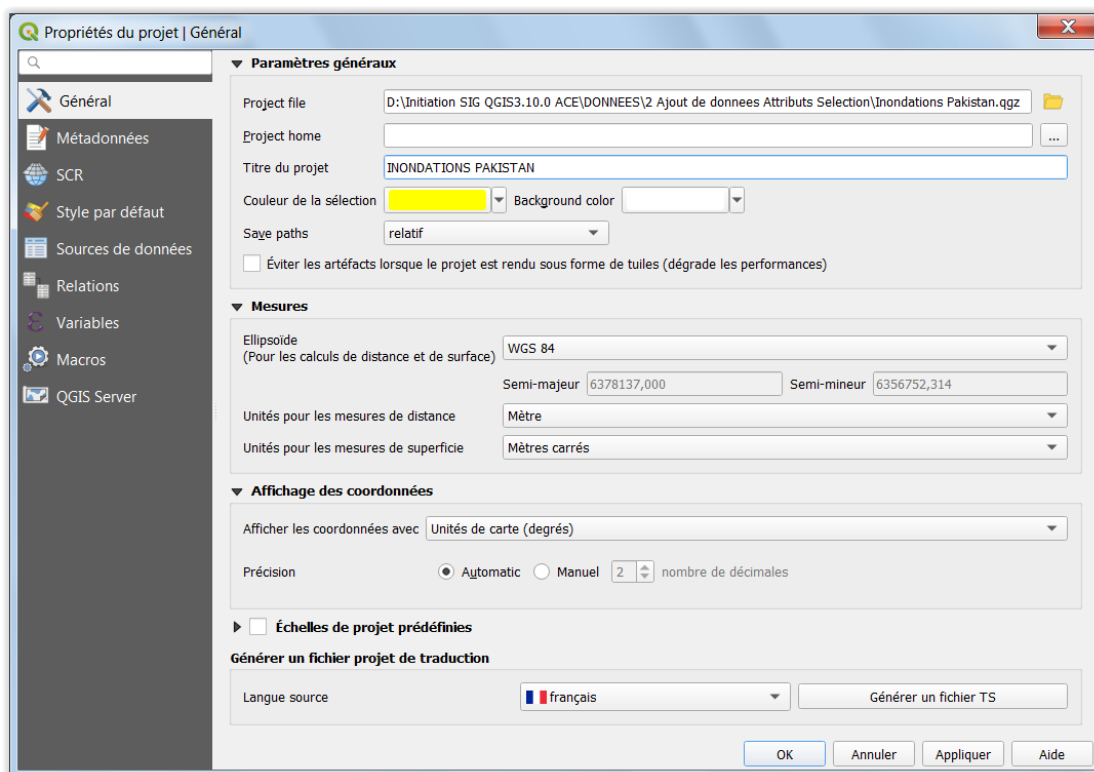 Propriétés du projet | Général
Général
Métadonnées
SCR
Style par défaut
Sources de données
Relations
Variables
Macros
QGIS Server
Paramètres généraux
Project file D:\Initiation SIG QGIS3.10.0 ACE\DONNEES\2 Ajout de donnees Attributs Selection\Inondations Pakistan.qgz
Project home ...
Titre du projet INONDATIONS PAKISTAN
Couleur de la sélection Background color
Save paths relatif
Éviter les artéfacts lorsque le projet est rendu sous forme de tuiles (dégrade les performances)
Mesures
Ellipsoïde
(Pour les calculs de distance et de surface) WGS 84
Semi-majeur 6378137,000 Semi-mineur 6356752,314
Unités pour les mesures de distance Mètre
Unités pour les mesures de superficie Mètres carrés
Affichage des coordonnées
Afficher les coordonnées avec Unités de carte (degrés)
Précision Automatic Manuel 2 nombre de décimales
Échelles de projet prédéfinies
Générer un fichier projet de traduction
Langue source français Générer un fichier TS
OK Annuler Appliquer Aide